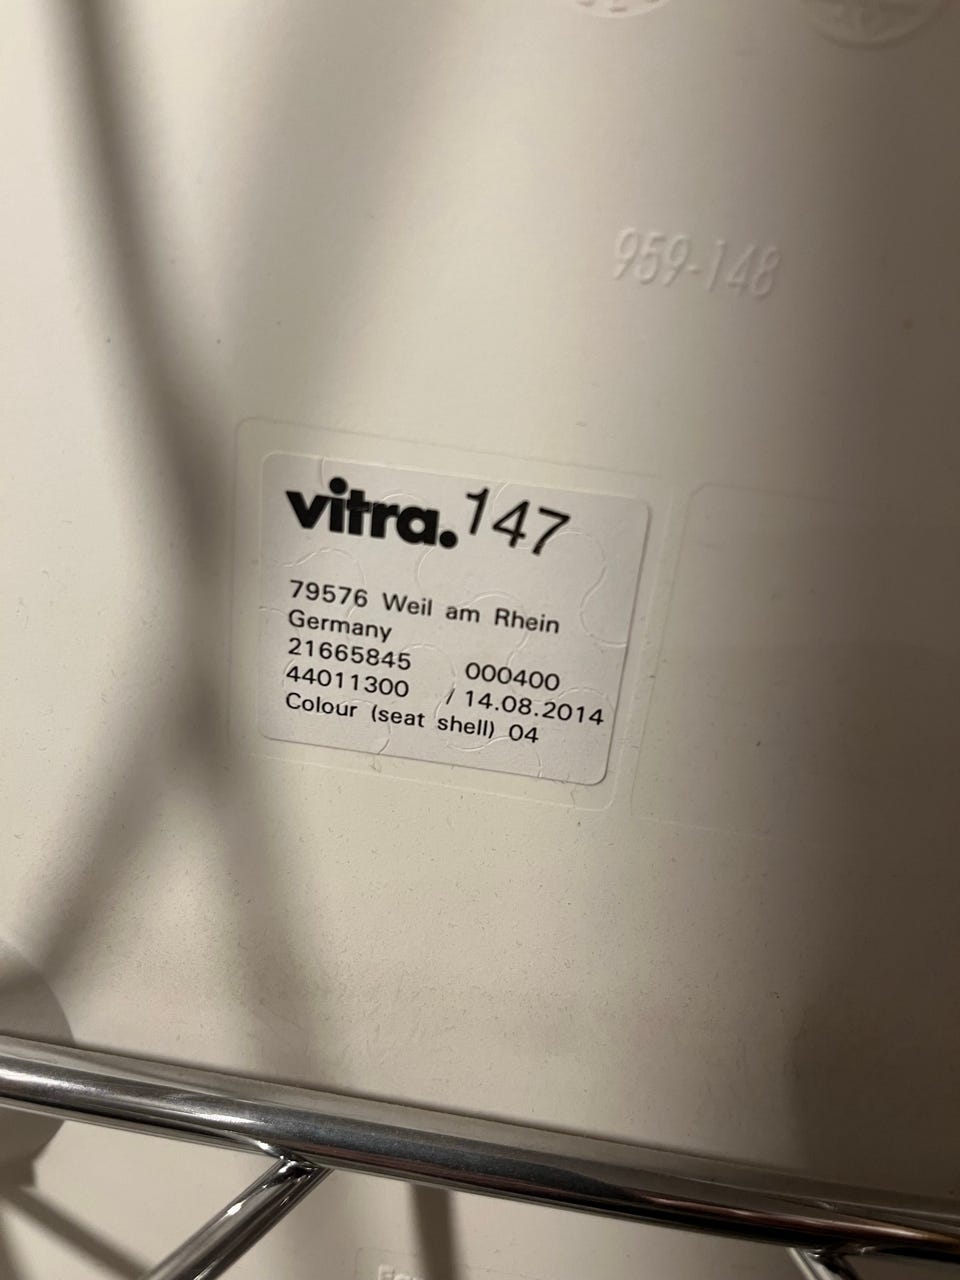 959-148
vitra. 147
79576 Weil am Rhein
Germany
21665845 000400
44011300 / 14.08.2014
Colour (seat shell) 04